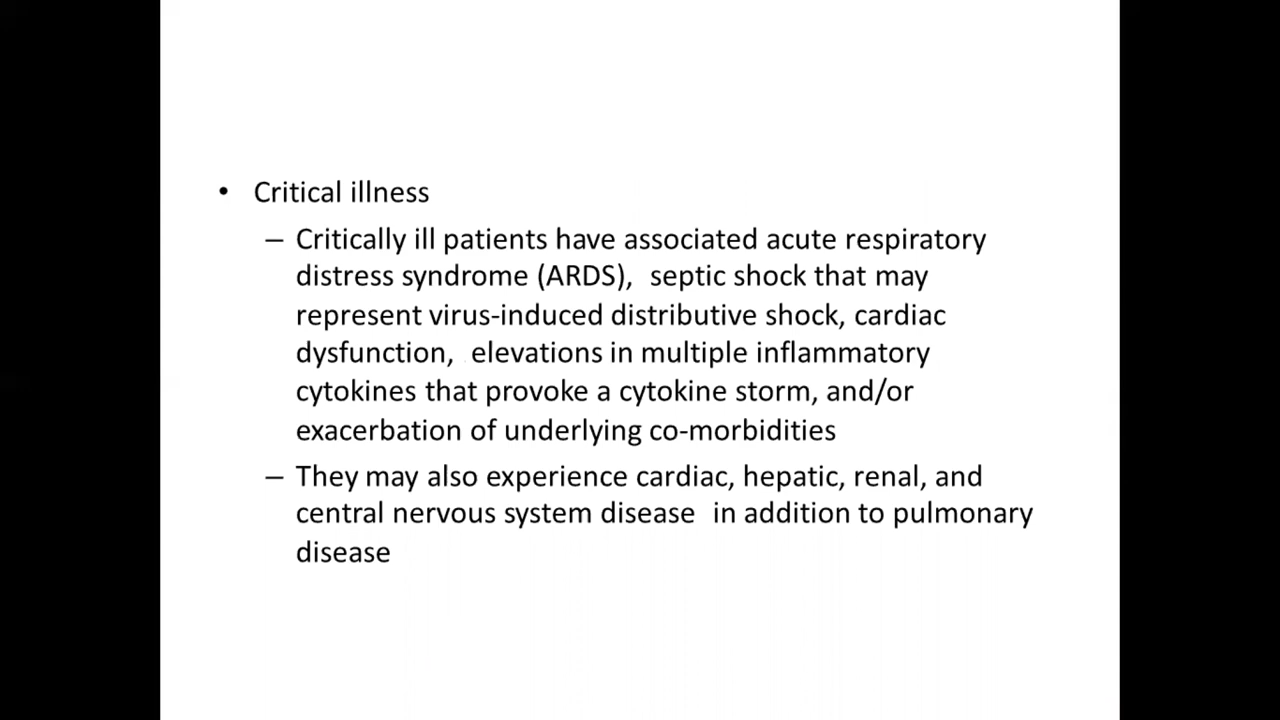 • Critical illness
– Critically ill patients have associated acute respiratory
distress syndrome (ARDS),  septic shock that may
represent virus-induced distributive shock, cardiac
dysfunction,  elevations in multiple inflammatory
cytokines that provoke a cytokine storm, and/or
exacerbation of underlying co-morbidities
– They may also experience cardiac, hepatic, renal, and
central nervous system disease  in addition to pulmonary
disease